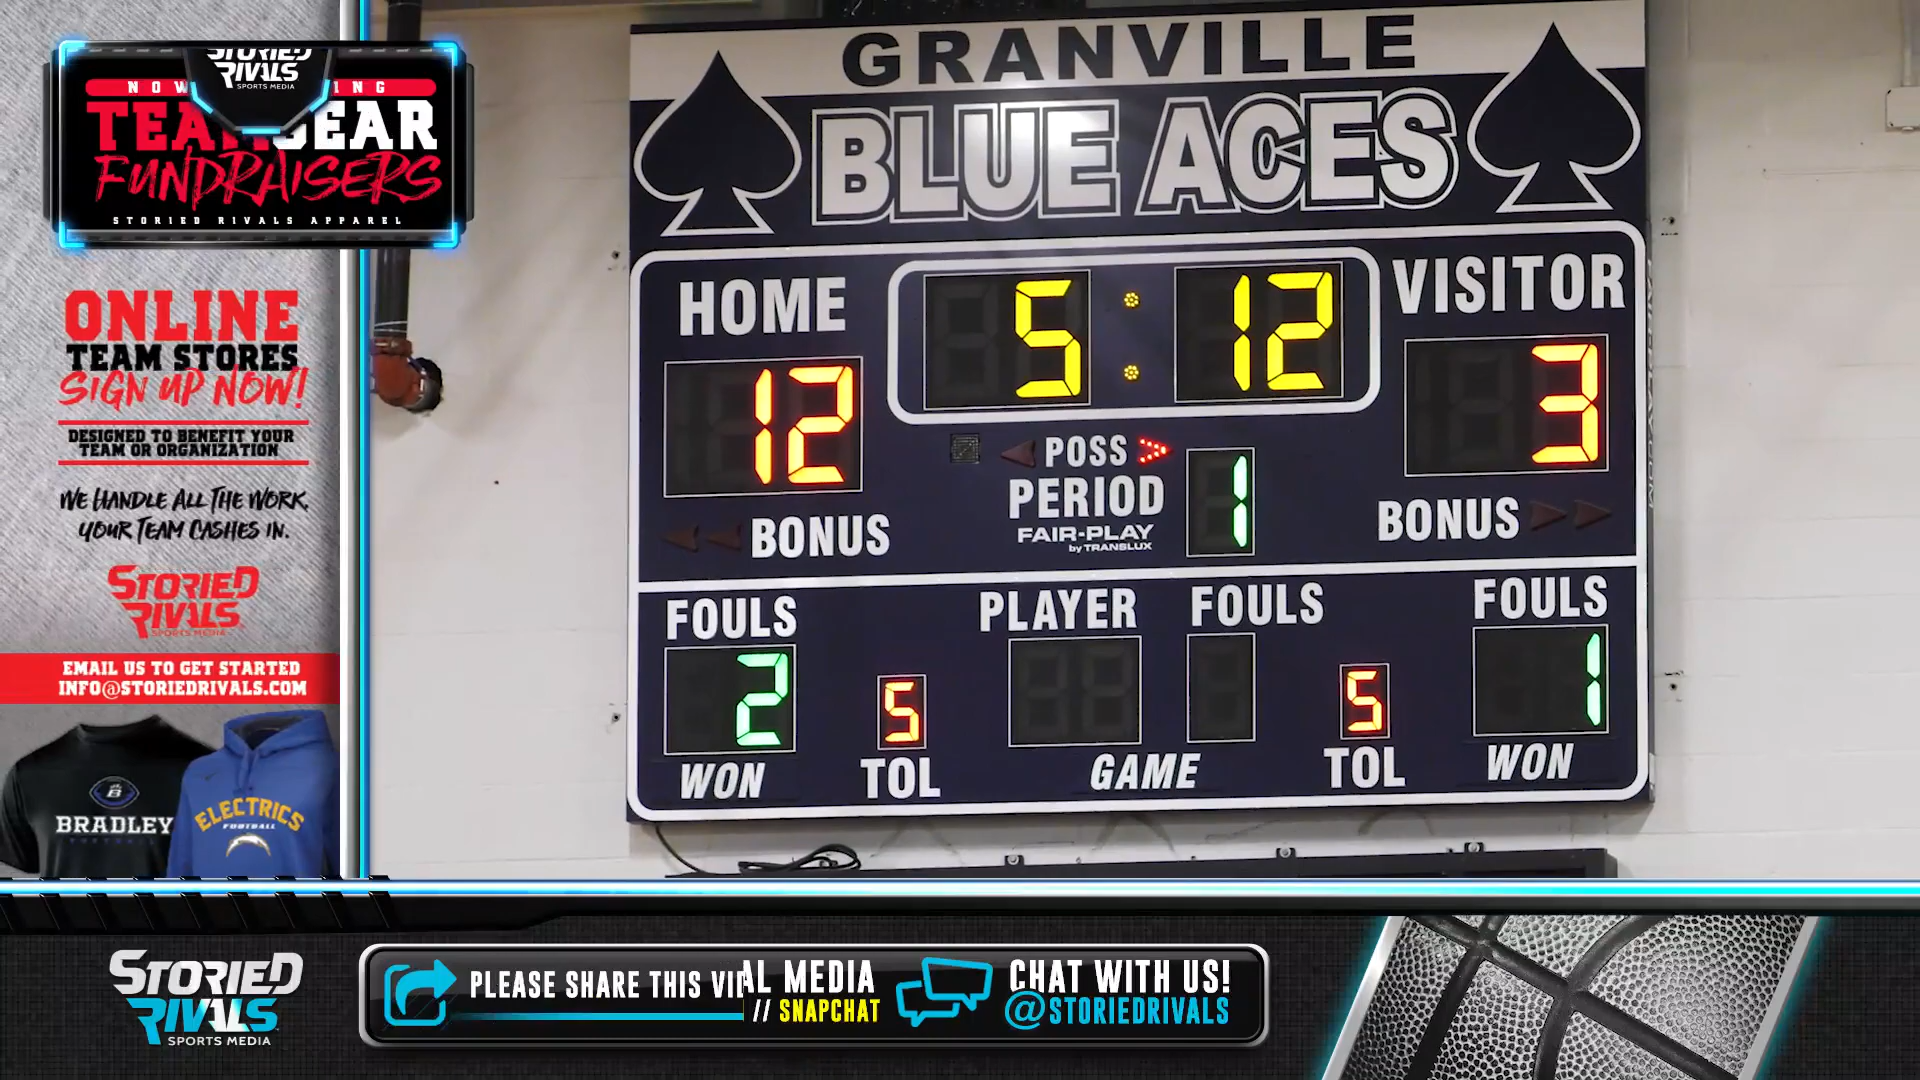 STORIED
RIVALS
SPORTS MEDIA
TEAM GEAR
FUNDRAISERS
STORIED RIVALS APPAREL
ONLINE
TEAM STORES
SIGN UP NOW!
DESIGNED TO BENEFIT YOUR
TEAM OR ORGANIZATION
WE HANDLE ALL THE WORK,
YOUR TEAM CASHES IN.
STORIED
RIVALS
SPORTS MEDIA
EMAIL US TO GET STARTED
INFO@STORIEDRIVALS.COM
B
BRADLEY
ELECTRICS
FOOTBALL
GRANVILLE
BLUE ACES
HOME
5:12
VISITOR
12
3
POSS
PERIOD
1
FAIR-PLAY
by TRANSLUX
BONUS
BONUS
FOULS
PLAYER
FOULS
FOULS
2
5
5
1
WON
TOL
GAME
TOL
WON
STORIED
RIVALS
SPORTS MEDIA
PLEASE SHARE THIS
MEDIA
// SNAPCHAT
CHAT WITH US!
@STORIEDRIVALS